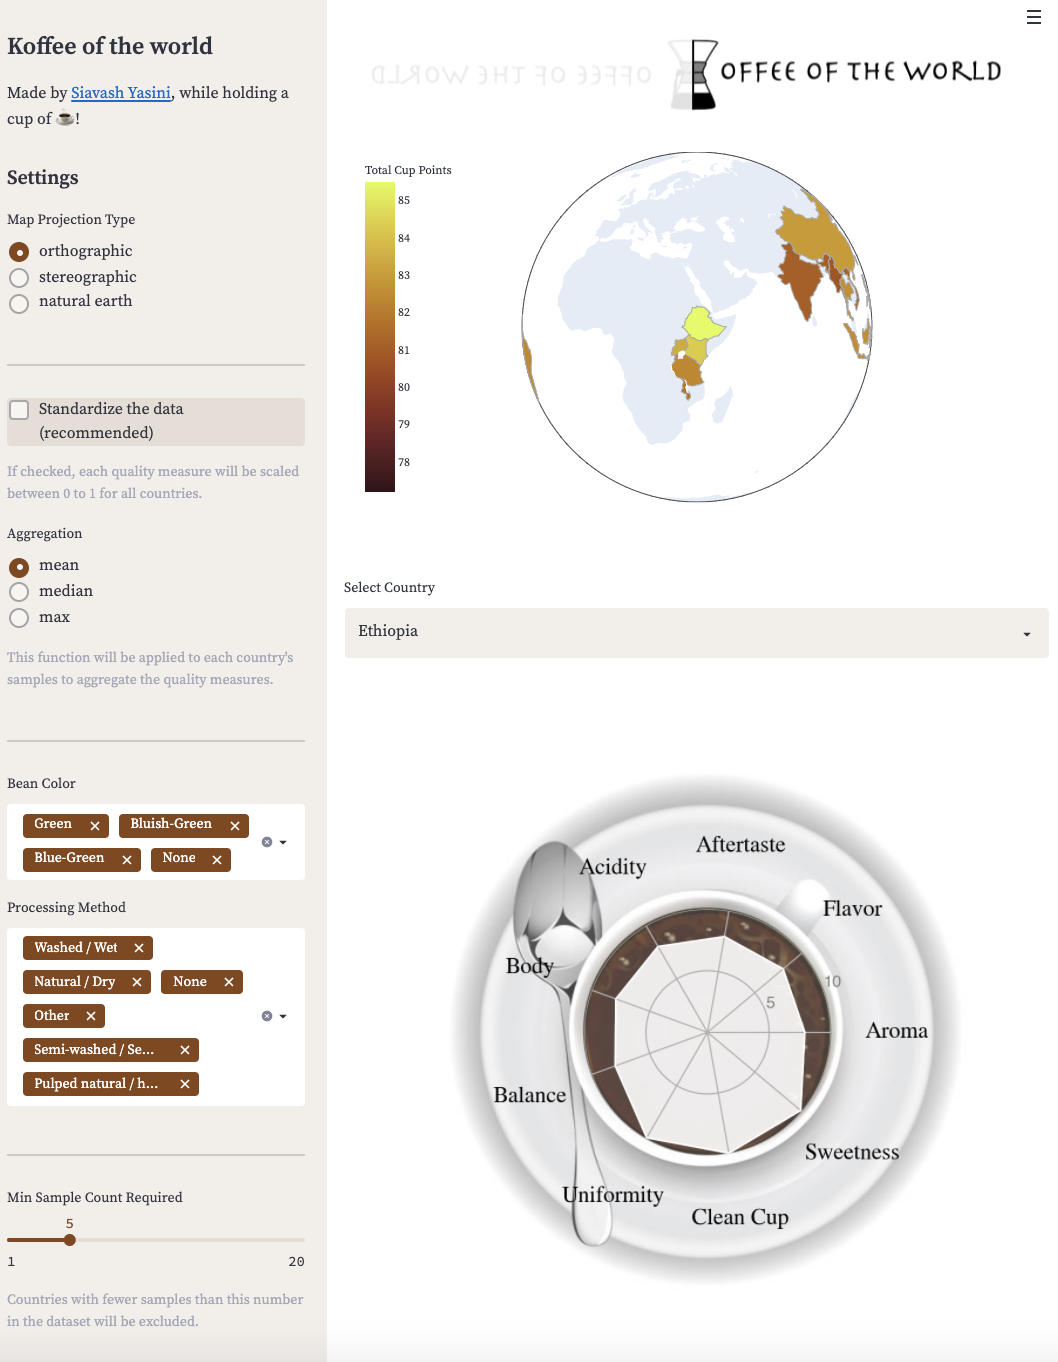 Koffee of the world
Made by Siavash Yasini, while holding a
cup of ☕!
Settings
Map Projection Type
orthographic
stereographic
natural earth
Standardize the data
(recommended)
If checked, each quality measure will be scaled
between 0 to 1 for all countries.
Aggregation
mean
median
max
This function will be applied to each country's
samples to aggregate the quality measures.
Bean Color
Green × Bluish-Green ×
Blue-Green × None ×
Processing Method
Washed / Wet ×
Natural / Dry × None ×
Other ×
Semi-washed / Se... ×
Pulped natural / h... ×
Min Sample Count Required
5
1 20
Countries with fewer samples than this number
in the dataset will be excluded.
OFFEE OF THE WORLD OFFEE OF THE WORLD
Total Cup Points
85
84
83
82
81
80
79
78
Select Country
Ethiopia
Aftertaste
Acidity
Flavor
Body
10
5
Aroma
Balance
Sweetness
Uniformity
Clean Cup